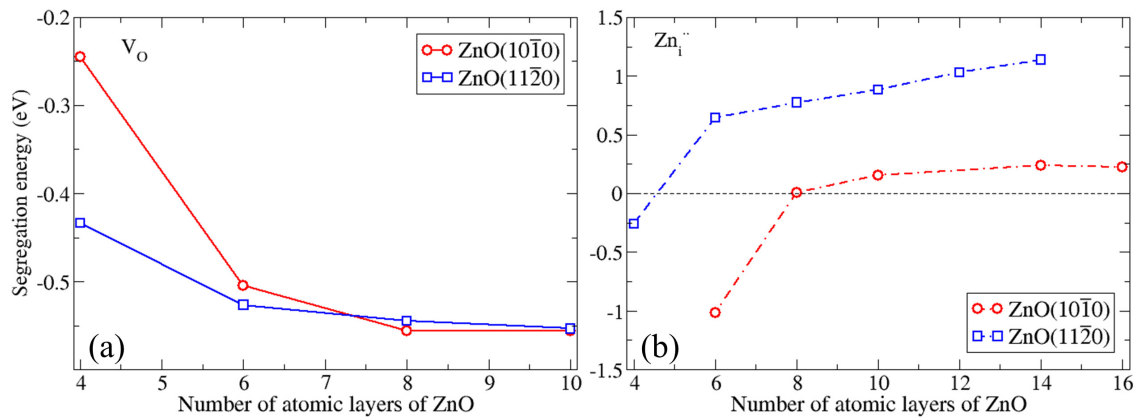 V_O
ZnO(101̅0)
ZnO(112̅0)
-0.2
-0.3
-0.4
-0.5
Segregation energy (eV)
(a)
4 5 6 7 8 9 10
Number of atomic layers of ZnO
Zn_i¨
1.5
1
0.5
0
-0.5
-1
-1.5
ZnO(101̅0)
ZnO(112̅0)
(b)
4 6 8 10 12 14 16
Number of atomic layers of ZnO